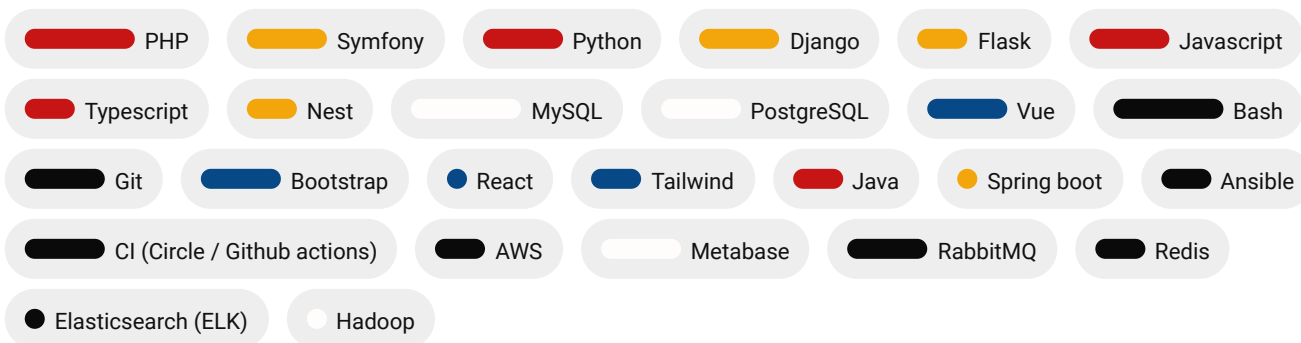 PHP Symfony Python Django Flask Javascript
Typescript Nest MySQL PostgreSQL Vue Bash
Git Bootstrap React Tailwind Java Spring boot Ansible
CI (Circle / Github actions) AWS Metabase RabbitMQ Redis
Elasticsearch (ELK) Hadoop